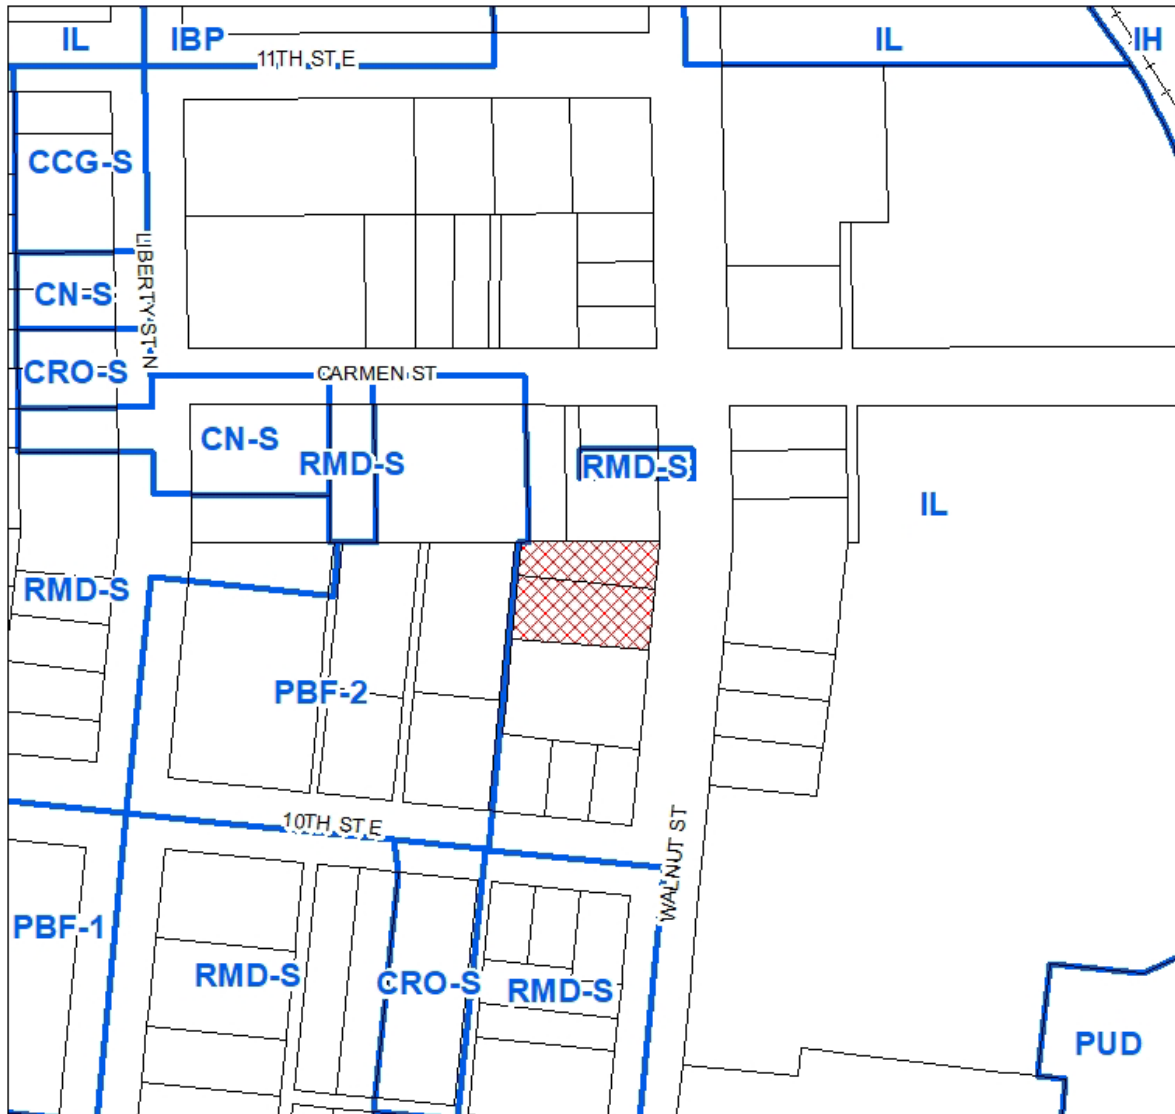 IL
IBP
IL
IH
11TH ST E
CCG-S
LIBERTY ST N
CN-S
CRO-S
CARMEN ST
CN-S
RMD-S
RMD-S
IL
RMD-S
PBF-2
10TH ST E
WALNUT ST
PBF-1
RMD-S
CRO-S
RMD-S
PUD